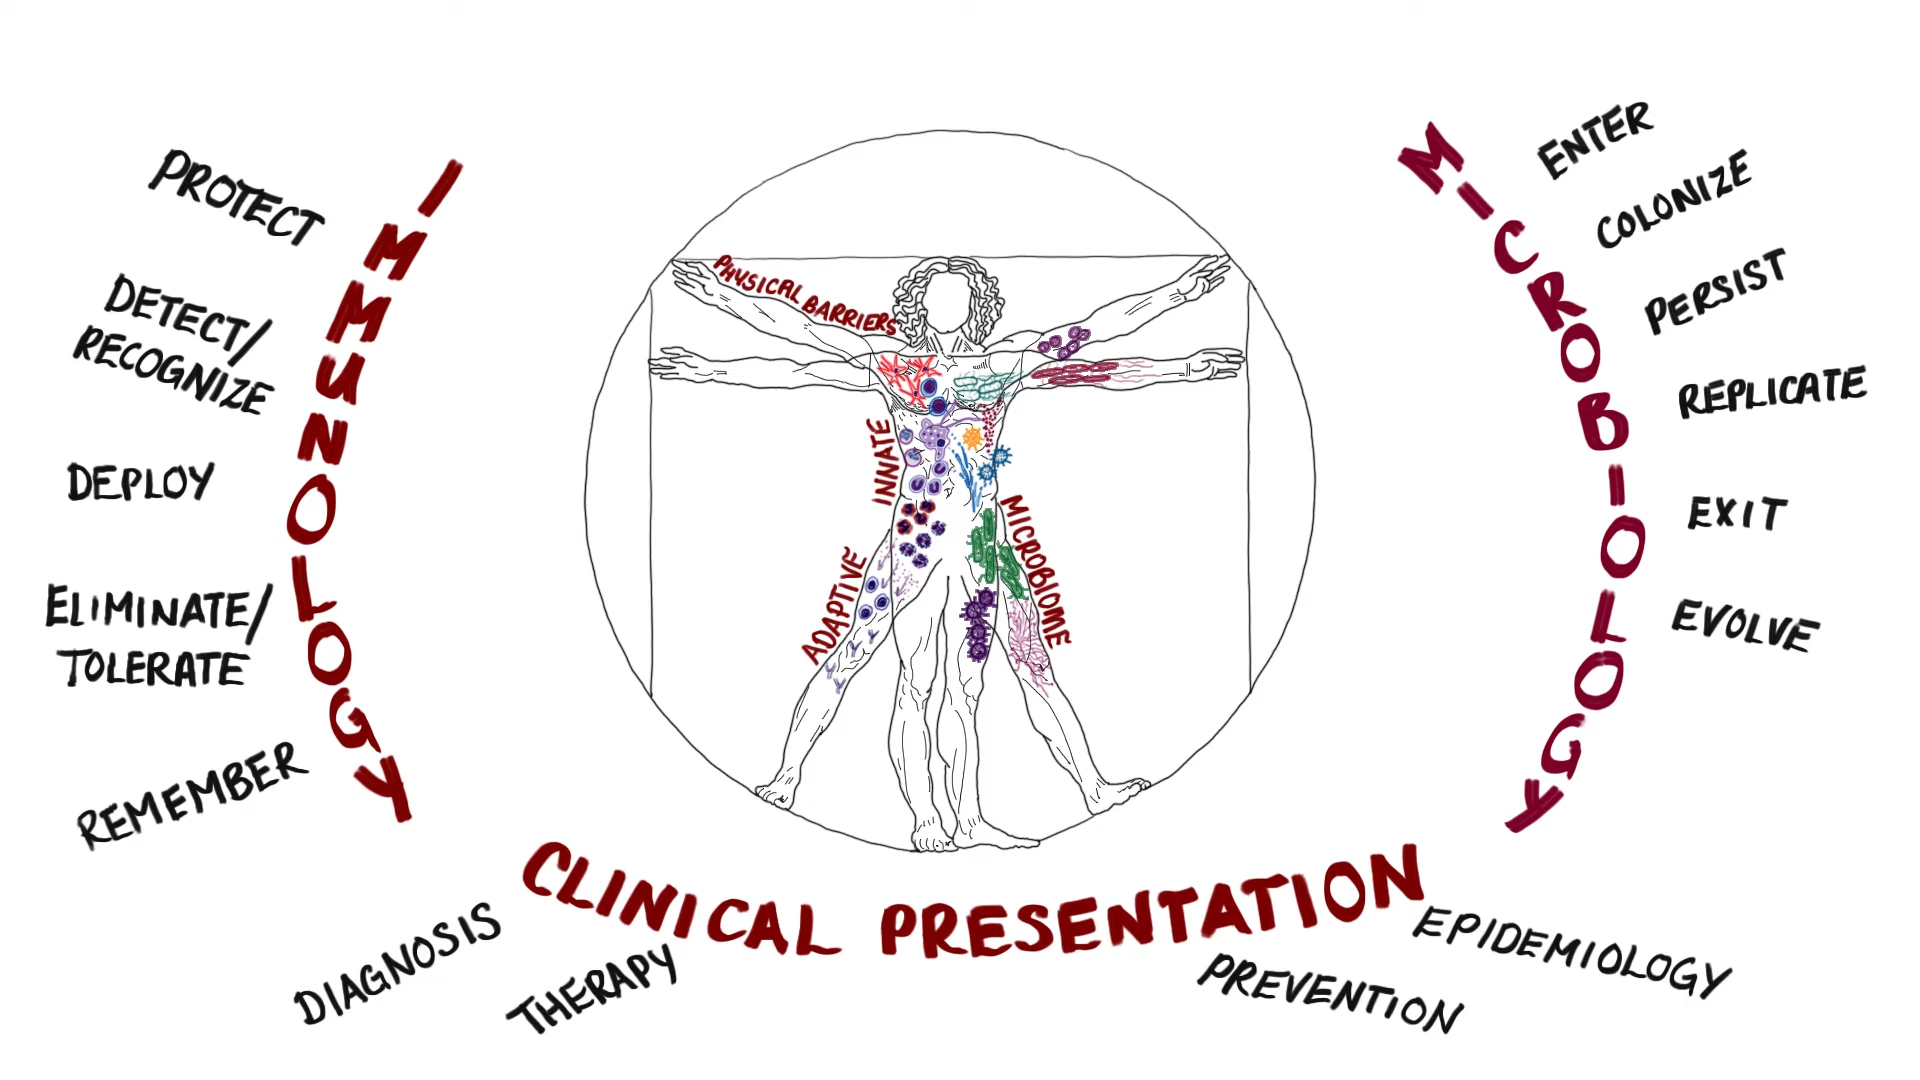 IMMUNOLOGY
PROTECT
DETECT/
RECOGNIZE
DEPLOY
ELIMINATE/
TOLERATE
REMEMBER
PHYSICAL BARRIERS
INNATE
ADAPTIVE
MICROBIOME
MICROBIOLOGY
ENTER
COLONIZE
PERSIST
REPLICATE
EXIT
EVOLVE
CLINICAL PRESENTATION
DIAGNOSIS
THERAPY
PREVENTION
EPIDEMIOLOGY